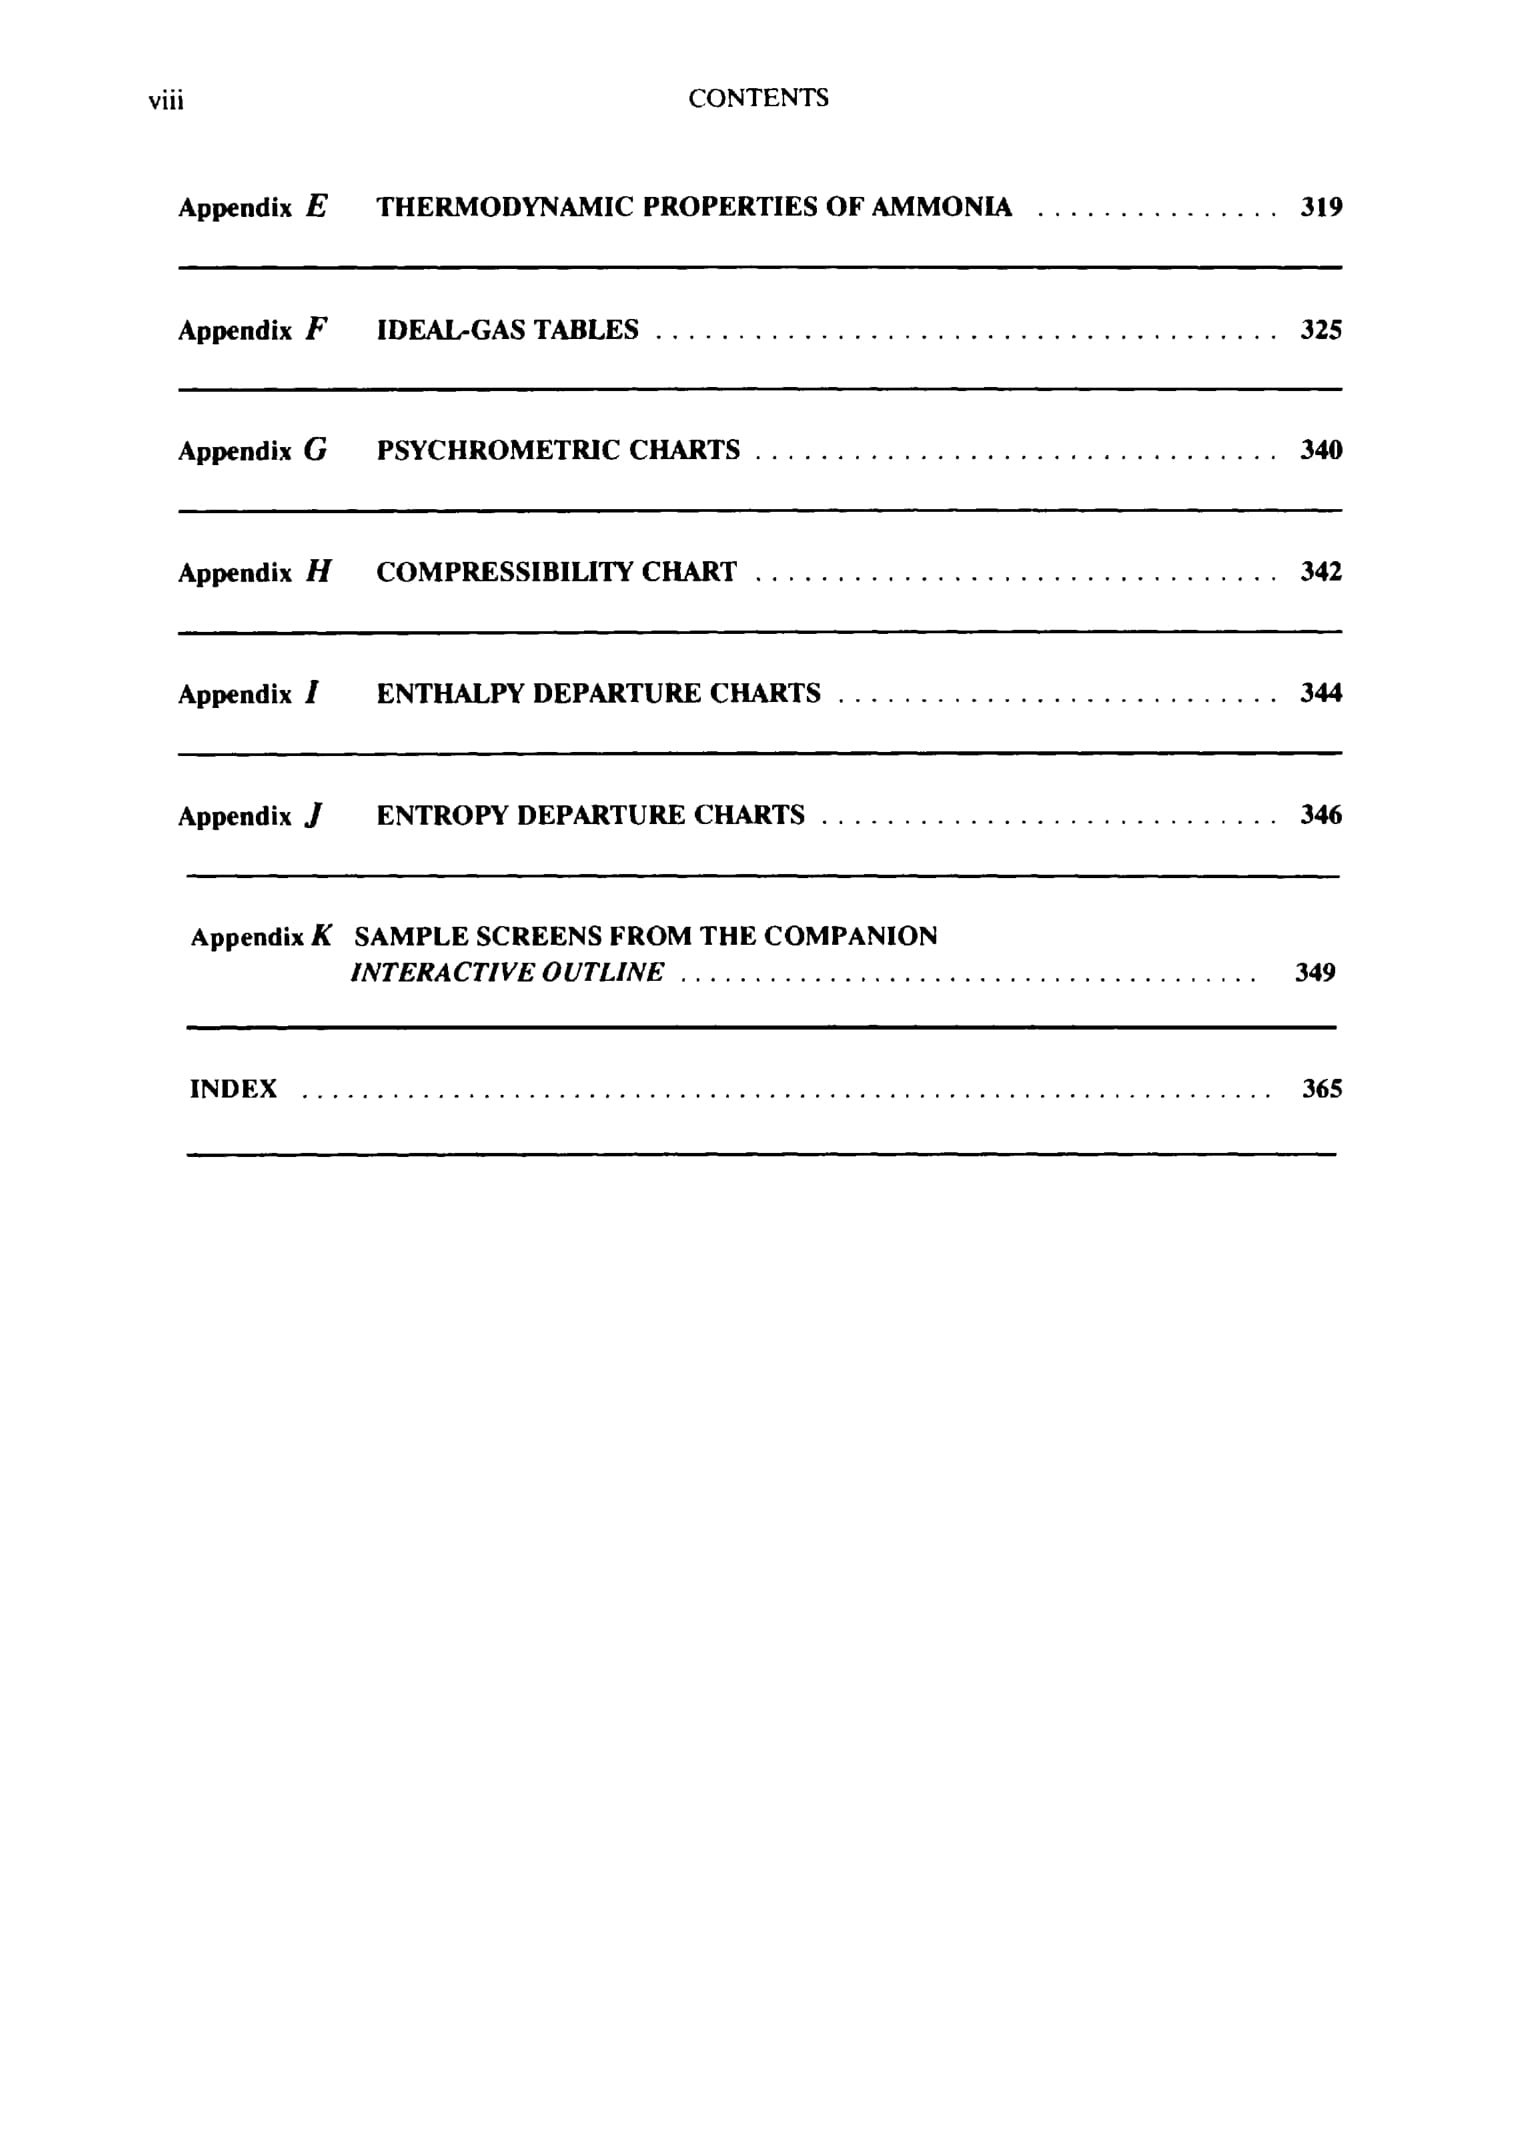 viii CONTENTS
Appendix E THERMODYNAMIC PROPERTIES OF AMMONIA . . . . . . . . . . . . . . . 319
Appendix F IDEAL-GAS TABLES . . . . . . . . . . . . . . . . . . . . . . . . . . . . . . . . . . . . . . 325
Appendix G PSYCHROMETRIC CHARTS . . . . . . . . . . . . . . . . . . . . . . . . . . . . . . . . 340
Appendix H COMPRESSIBILITY CHART . . . . . . . . . . . . . . . . . . . . . . . . . . . . . . . . 342
Appendix I ENTHALPY DEPARTURE CHARTS . . . . . . . . . . . . . . . . . . . . . . . . . . . 344
Appendix J ENTROPY DEPARTURE CHARTS . . . . . . . . . . . . . . . . . . . . . . . . . . . . 346
Appendix K SAMPLE SCREENS FROM THE COMPANION
INTERACTIVE OUTLINE . . . . . . . . . . . . . . . . . . . . . . . . . . . . . . . . . . . . . . . 349
INDEX . . . . . . . . . . . . . . . . . . . . . . . . . . . . . . . . . . . . . . . . . . . . . . . . . . . . . . . . . . . . . . . . . 365